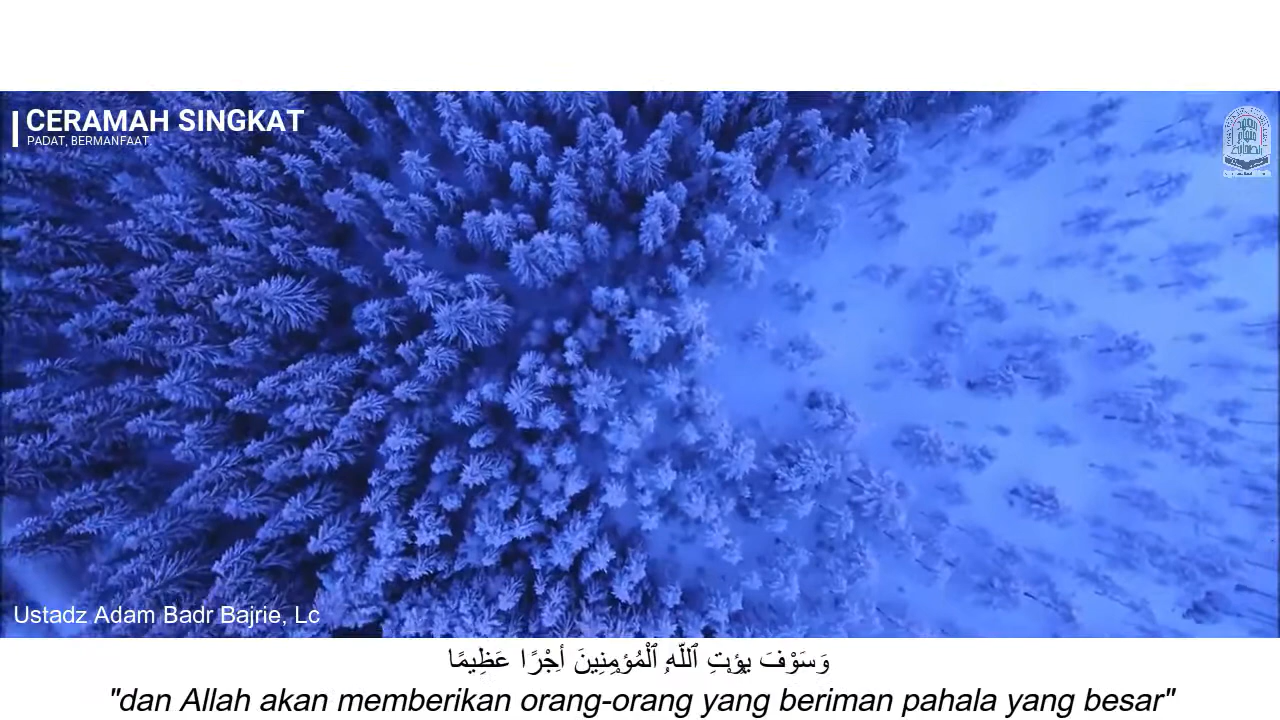 CERAMAH SINGKAT
PADAT, BERMANFAAT.
Ustadz Adam Badr Bajrie, Lc
وَسَوْفَ يُؤْتِ ٱللَّهُ ٱلْمُؤْمِنِينَ أَجْرًا عَظِيمًا
"dan Allah akan memberikan orang-orang yang beriman pahala yang besar"